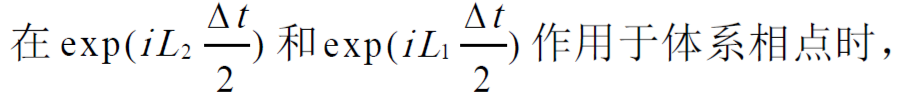 在 exp(iL₂ Δt/2) 和 exp(iL₁ Δt/2) 作用于体系相点时，